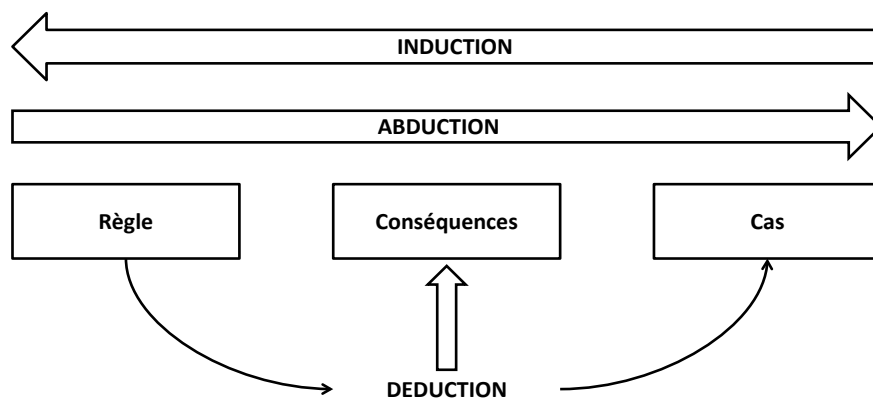 INDUCTION
ABDUCTION
Règle
Conséquences
Cas
DEDUCTION